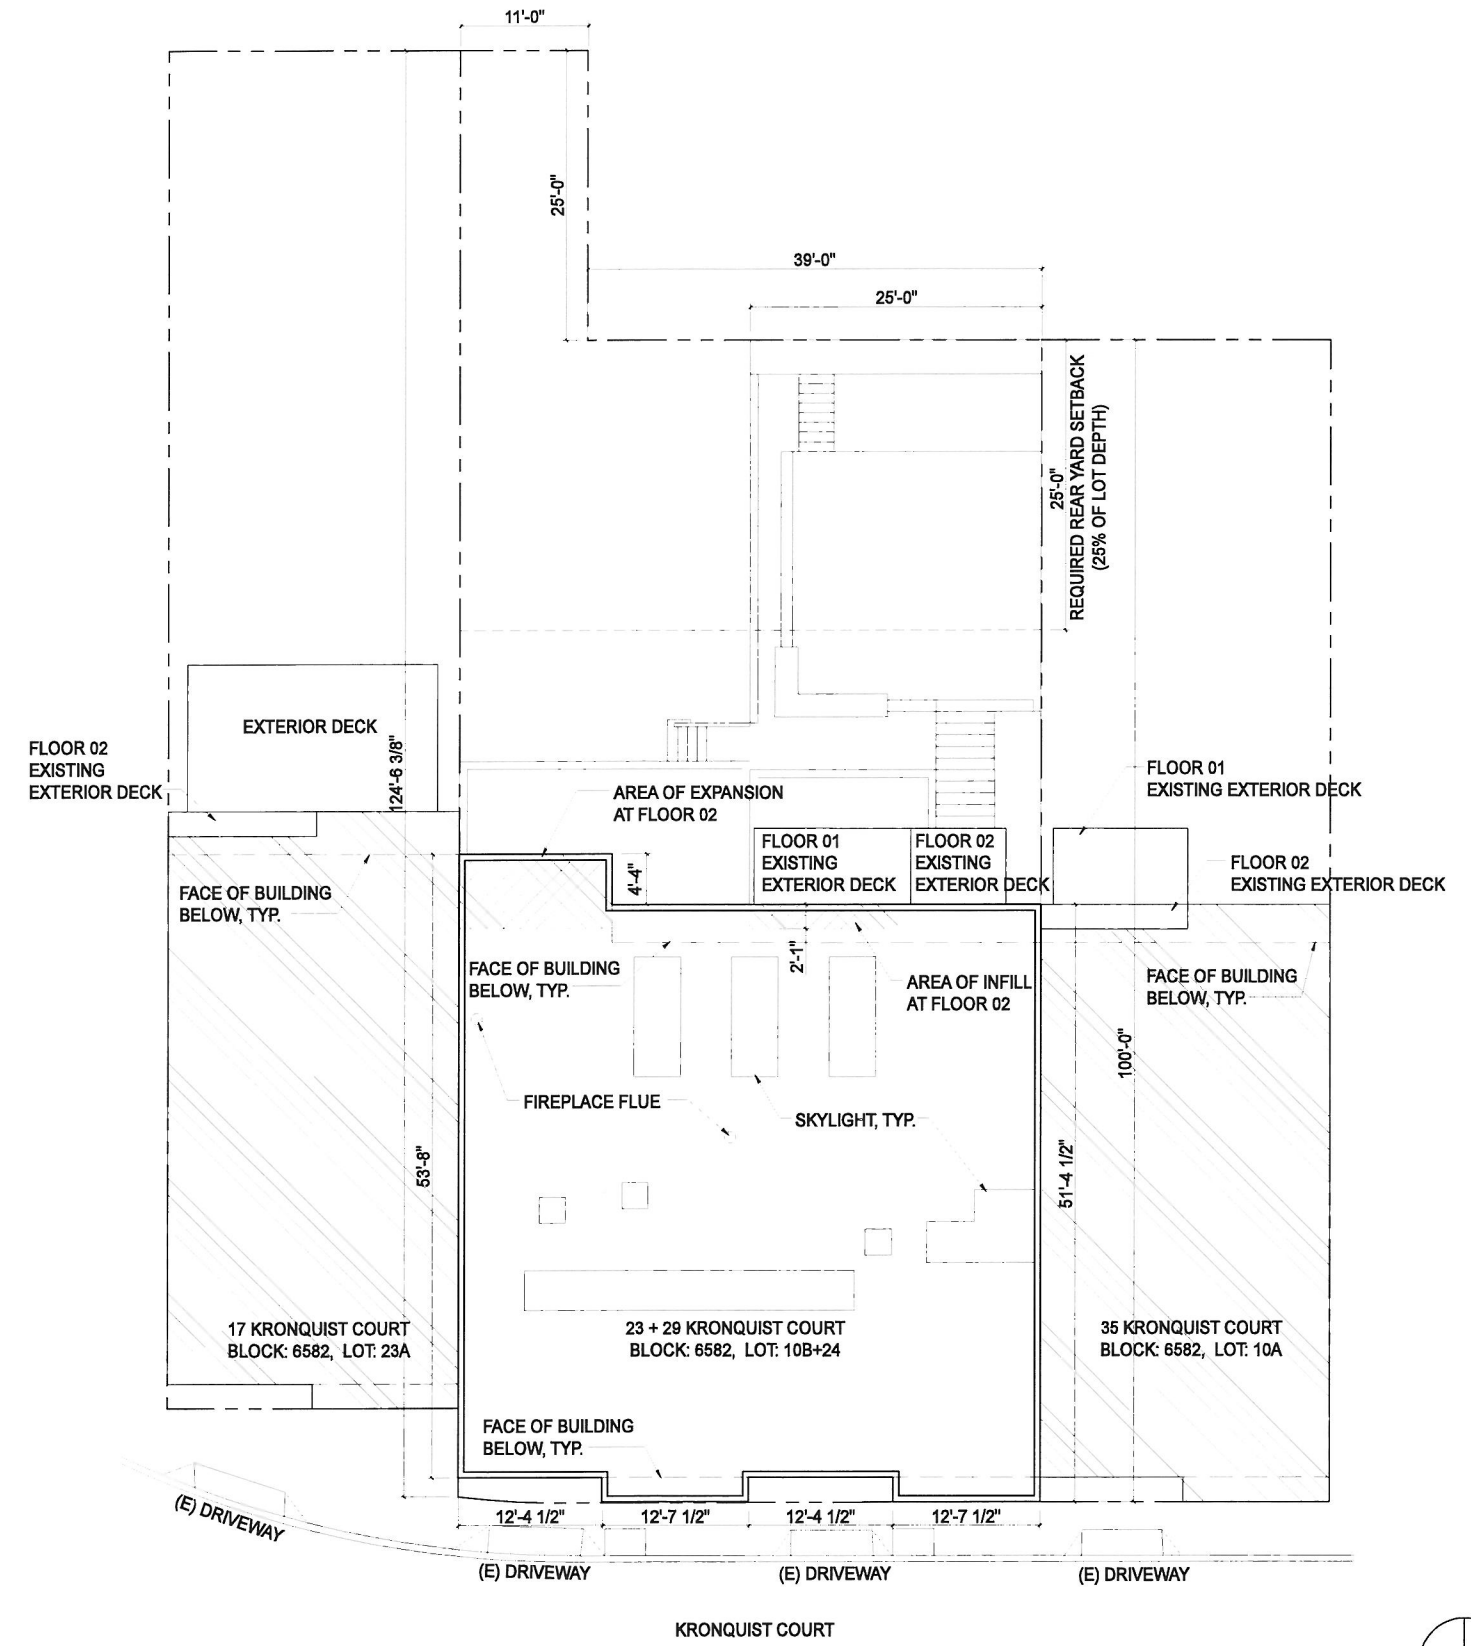 11'-0"
25'-0"
39'-0"
25'-0"
25'-0"
REQUIRED REAR YARD SETBACK
(25% OF LOT DEPTH)
EXTERIOR DECK
124'-6 3/8"
FLOOR 02
EXISTING
EXTERIOR DECK
AREA OF EXPANSION
AT FLOOR 02
FLOOR 01
EXISTING EXTERIOR DECK
FLOOR 01
EXISTING
EXTERIOR DECK
FLOOR 02
EXISTING
EXTERIOR DECK
FLOOR 02
EXISTING EXTERIOR DECK
4'-4"
FACE OF BUILDING
BELOW, TYP.
FACE OF BUILDING
BELOW, TYP.
2'-1"
AREA OF INFILL
AT FLOOR 02
FACE OF BUILDING
BELOW, TYP.
100'-0"
FIREPLACE FLUE
SKYLIGHT, TYP.
53'-8"
51'-4 1/2"
17 KRONQUIST COURT
BLOCK: 6582, LOT: 23A
23 + 29 KRONQUIST COURT
BLOCK: 6582, LOT: 10B+24
35 KRONQUIST COURT
BLOCK: 6582, LOT: 10A
FACE OF BUILDING
BELOW, TYP.
(E) DRIVEWAY
12'-4 1/2"
12'-7 1/2"
12'-4 1/2"
12'-7 1/2"
(E) DRIVEWAY
(E) DRIVEWAY
(E) DRIVEWAY
KRONQUIST COURT